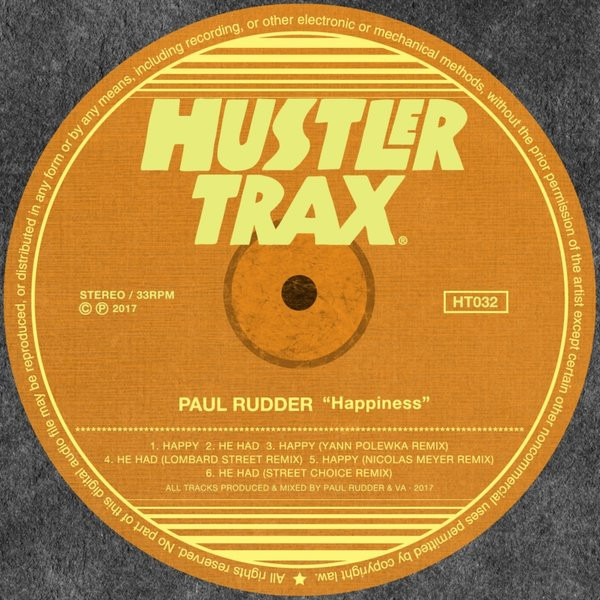 HUSTLER
TRAX®
STEREO / 33RPM
Ⓒ Ⓟ 2017
HT032
PAUL RUDDER “Happiness”
1. HAPPY 2. HE HAD 3. HAPPY (YANN POLEWKA REMIX)
4. HE HAD (LOMBARD STREET REMIX) 5. HAPPY (NICOLAS MEYER REMIX)
6. HE HAD (STREET CHOICE REMIX)
ALL TRACKS PRODUCED & MIXED BY PAUL RUDDER & VA - 2017
All rights reserved. No part of this digital audio file may be reproduced, or distributed in any form or by any means, including recording, or other electronic or mechanical methods, without the prior permission of the artist except certain other noncommercial uses permitted by copyright law.